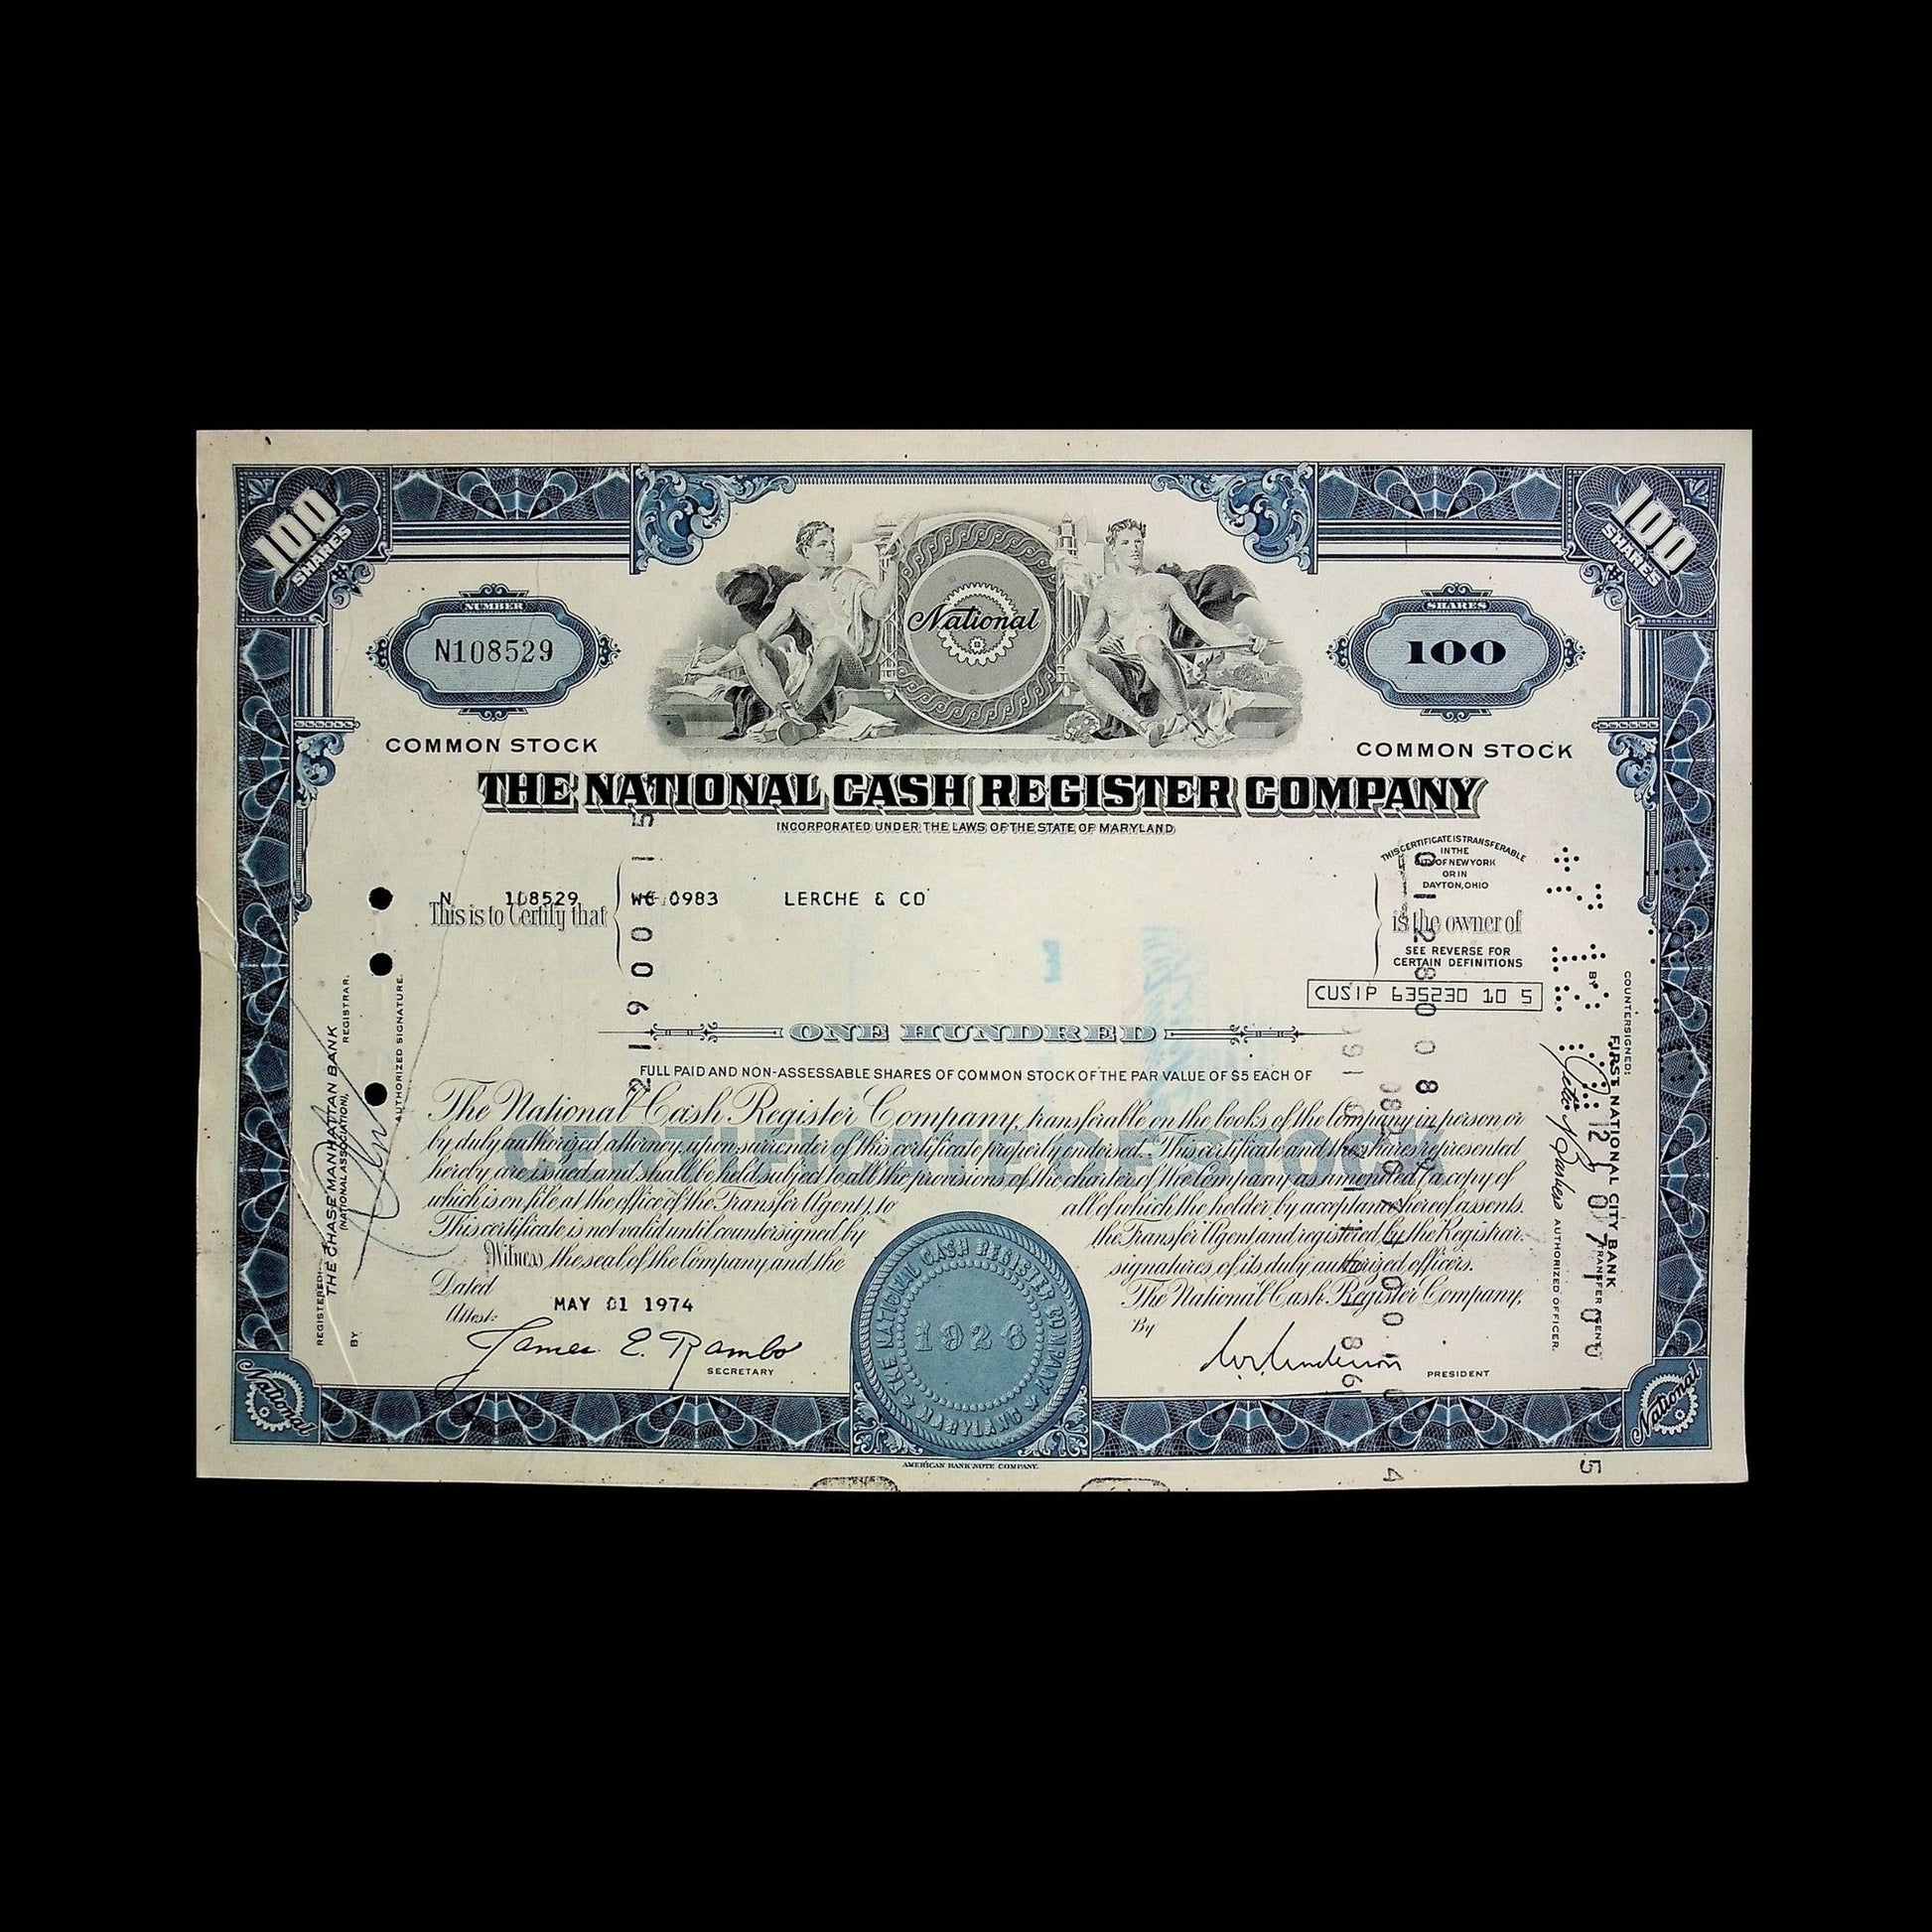 100 SHARES
100 SHARES
NUMBER
N108529
National
SHARES
100
COMMON STOCK
COMMON STOCK
THE NATIONAL CASH REGISTER COMPANY
INCORPORATED UNDER THE LAWS OF THE STATE OF MARYLAND
THIS CERTIFICATE IS TRANSFERABLE
IN THE
CITY OF NEW YORK
OR IN
DAYTON, OHIO
N 108529 WC 0983 LERCHE & CO
This is to Certify that
is the owner of
SEE REVERSE FOR
CERTAIN DEFINITIONS
CUSIP 635230 10 5
ONE HUNDRED
FULL PAID AND NON-ASSESSABLE SHARES OF COMMON STOCK OF THE PAR VALUE OF $5 EACH OF
CERTIFICATE OF STOCK
The National Cash Register Company, transferable on the books of the Company in person or
by duly authorized attorney, upon surrender of this certificate properly endorsed. This certificate and the shares represented
hereby are issued and shall be held subject to all the provisions of the charter of the Company as amended (a copy of
which is on file at the office of the Transfer Agent), to all of which the holder by acceptance hereof assents.
This certificate is not valid until countersigned by the Transfer Agent and registered by the Registrar.
Witness the seal of the Company and the signatures of its duly authorized officers.
Dated
MAY 01 1974
The National Cash Register Company,
Attest:
By
James E. Rambo
SECRETARY
PRESIDENT
THE NATIONAL CASH REGISTER COMPANY
1926
MARYLAND
National
National
AMERICAN BANK NOTE COMPANY.
REGISTERED:
THE CHASE MANHATTAN BANK
(NATIONAL ASSOCIATION),
REGISTRAR.
BY
AUTHORIZED SIGNATURE.
COUNTERSIGNED:
FIRST NATIONAL CITY BANK
TRANSFER AGENT
BY
AUTHORIZED OFFICER.
4
5